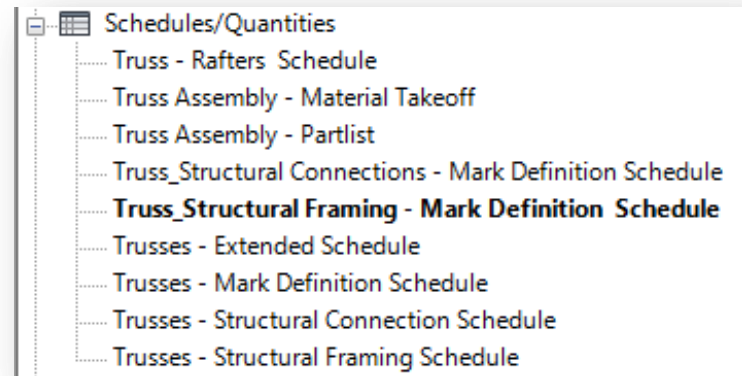 Schedules/Quantities
Truss - Rafters  Schedule
Truss Assembly - Material Takeoff
Truss Assembly - Partlist
Truss_Structural Connections - Mark Definition Schedule
Truss_Structural Framing - Mark Definition  Schedule
Trusses - Extended Schedule
Trusses - Mark Definition Schedule
Trusses - Structural Connection Schedule
Trusses - Structural Framing Schedule